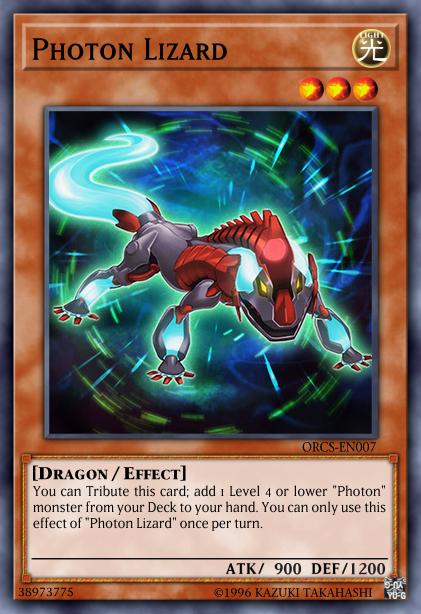 PHOTON LIZARD
LIGHT
光
ORCS-EN007
[DRAGON / EFFECT]
You can Tribute this card; add 1 Level 4 or lower "Photon"
monster from your Deck to your hand. You can only use this
effect of "Photon Lizard" once per turn.
ATK/ 900 DEF/1200
38973775
©1996 KAZUKI TAKAHASHI